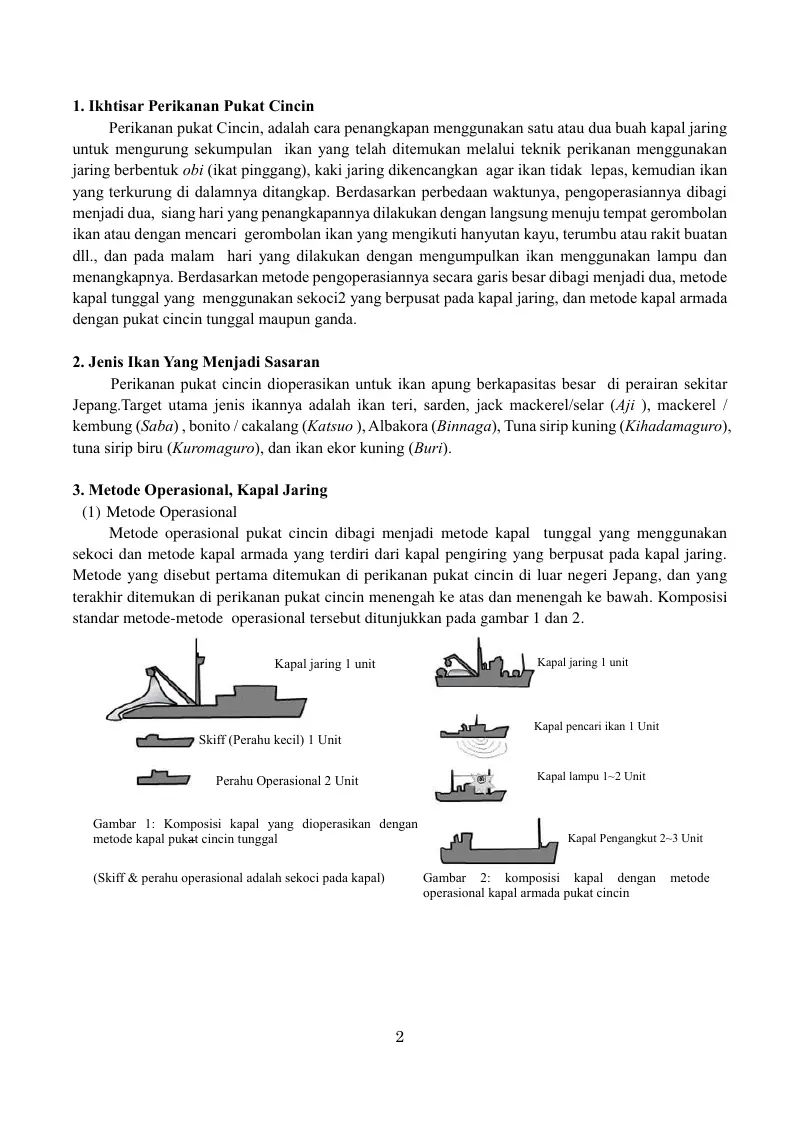 1. Ikhtisar Perikanan Pukat Cincin
Perikanan pukat Cincin, adalah cara penangkapan menggunakan satu atau dua buah kapal jaring
untuk mengurung sekumpulan ikan yang telah ditemukan melalui teknik perikanan menggunakan
jaring berbentuk obi (ikat pinggang), kaki jaring dikencangkan agar ikan tidak lepas, kemudian ikan
yang terkurung di dalamnya ditangkap. Berdasarkan perbedaan waktunya, pengoperasiannya dibagi
menjadi dua, siang hari yang penangkapannya dilakukan dengan langsung menuju tempat gerombolan
ikan atau dengan mencari gerombolan ikan yang mengikuti hanyutan kayu, terumbu atau rakit buatan
dll., dan pada malam hari yang dilakukan dengan mengumpulkan ikan menggunakan lampu dan
menangkapnya. Berdasarkan metode pengoperasiannya secara garis besar dibagi menjadi dua, metode
kapal tunggal yang menggunakan sekoci2 yang berpusat pada kapal jaring, dan metode kapal armada
dengan pukat cincin tunggal maupun ganda.
2. Jenis Ikan Yang Menjadi Sasaran
Perikanan pukat cincin dioperasikan untuk ikan apung berkapasitas besar di perairan sekitar
Jepang.Target utama jenis ikannya adalah ikan teri, sarden, jack mackerel/selar (Aji ), mackerel /
kembung (Saba) , bonito / cakalang (Katsuo ), Albakora (Binnaga), Tuna sirip kuning (Kihadamaguro),
tuna sirip biru (Kuromaguro), dan ikan ekor kuning (Buri).
3. Metode Operasional, Kapal Jaring
(1) Metode Operasional
Metode operasional pukat cincin dibagi menjadi metode kapal tunggal yang menggunakan
sekoci dan metode kapal armada yang terdiri dari kapal pengiring yang berpusat pada kapal jaring.
Metode yang disebut pertama ditemukan di perikanan pukat cincin di luar negeri Jepang, dan yang
terakhir ditemukan di perikanan pukat cincin menengah ke atas dan menengah ke bawah. Komposisi
standar metode-metode operasional tersebut ditunjukkan pada gambar 1 dan 2.
Kapal jaring 1 unit
Skiff (Perahu kecil) 1 Unit
Perahu Operasional 2 Unit
Gambar 1: Komposisi kapal yang dioperasikan dengan
metode kapal pukat cincin tunggal
(Skiff & perahu operasional adalah sekoci pada kapal)
Kapal jaring 1 unit
Kapal pencari ikan 1 Unit
Kapal lampu 1~2 Unit
Kapal Pengangkut 2~3 Unit
Gambar 2: komposisi kapal dengan metode
operasional kapal armada pukat cincin
2